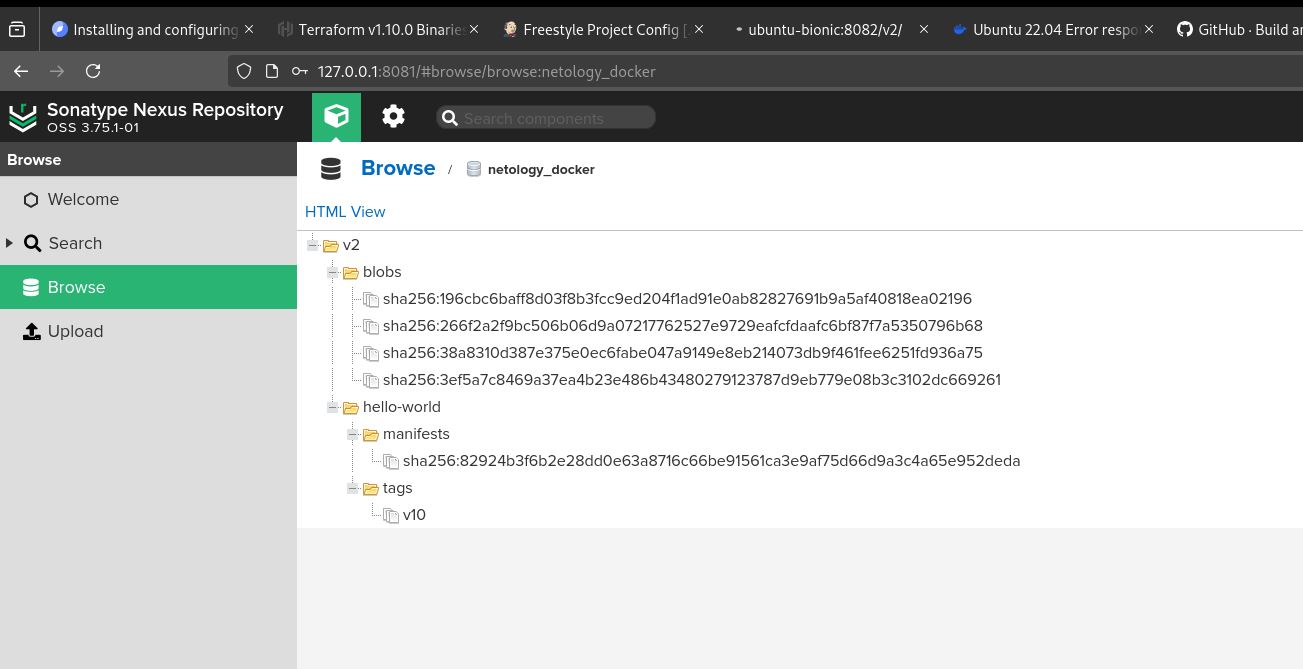 Installing and configuring
Terraform v1.10.0 Binarie
Freestyle Project Config [
ubuntu-bionic:8082/v2/
Ubuntu 22.04 Error respo
GitHub · Build a
127.0.0.1:8081/#browse/browse:netology_docker
Sonatype Nexus Repository
OSS 3.75.1-01
Search components
Browse
Welcome
Search
Browse
Upload
Browse / netology_docker
HTML View
v2
blobs
sha256:196cbc6baff8d03f8b3fcc9ed204f1ad91e0ab82827691b9a5af40818ea02196
sha256:266f2a2f9bc506b06d9a07217762527e9729eafcfdaafc6bf87f7a5350796b68
sha256:38a8310d387e375e0ec6fabe047a9149e8eb214073db9f461fee6251fd936a75
sha256:3ef5a7c8469a37ea4b23e486b43480279123787d9eb779e08b3c3102dc669261
hello-world
manifests
sha256:82924b3f6b2e28dd0e63a8716c66be91561ca3e9af75d66d9a3c4a65e952deda
tags
v10